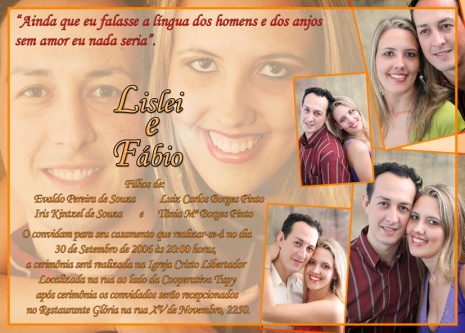 “Ainda que eu falasse a língua dos homens e dos anjos
sem amor eu nada seria”.
Lislei
e
Fábio
Filhos de:
Evaldo Pereira de Souza Luiz Carlos Borges Pinto
Iris Kintzel de Souza e Tânia Mª Borges Pinto
O convidam para seu casamento que realizar-se-á no dia
30 de Setembro de 2006 às 20:00 horas,
a cerimônia será realizada na Igreja Cristo Libertador
Localizada na rua ao lado da Cooperativa Tupy
após cerimônia os convidados serão recepcionados
no Restaurante Glória na rua XV de Novembro, 2250.